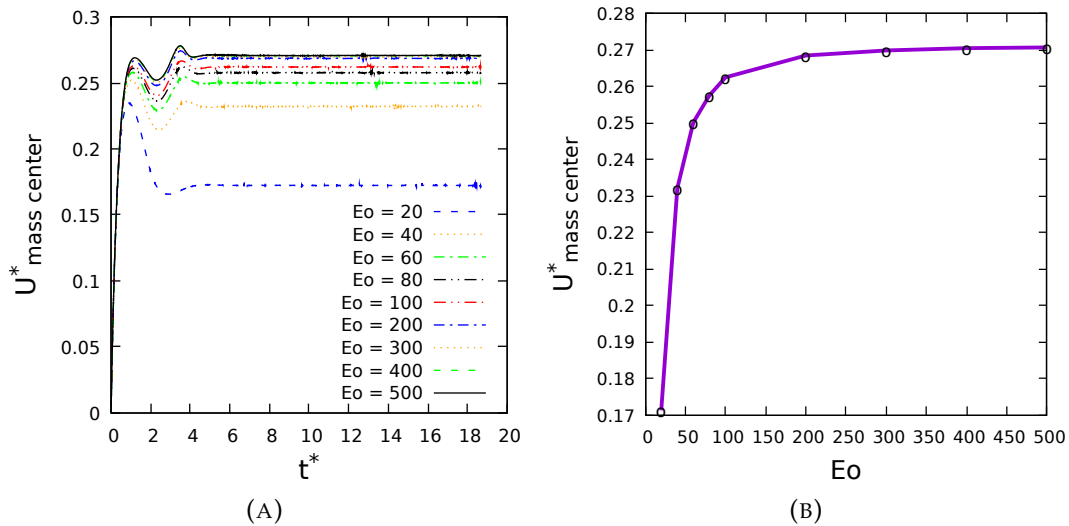 0.3
0.25
0.2
0.15
0.1
0.05
0
U* mass center
Eo = 20
Eo = 40
Eo = 60
Eo = 80
Eo = 100
Eo = 200
Eo = 300
Eo = 400
Eo = 500
0 2 4 6 8 10 12 14 16 18 20
t*
(A)
0.28
0.27
0.26
0.25
0.24
0.23
0.22
0.21
0.2
0.19
0.18
0.17
U* mass center
0 50 100 150 200 250 300 350 400 450 500
Eo
(B)